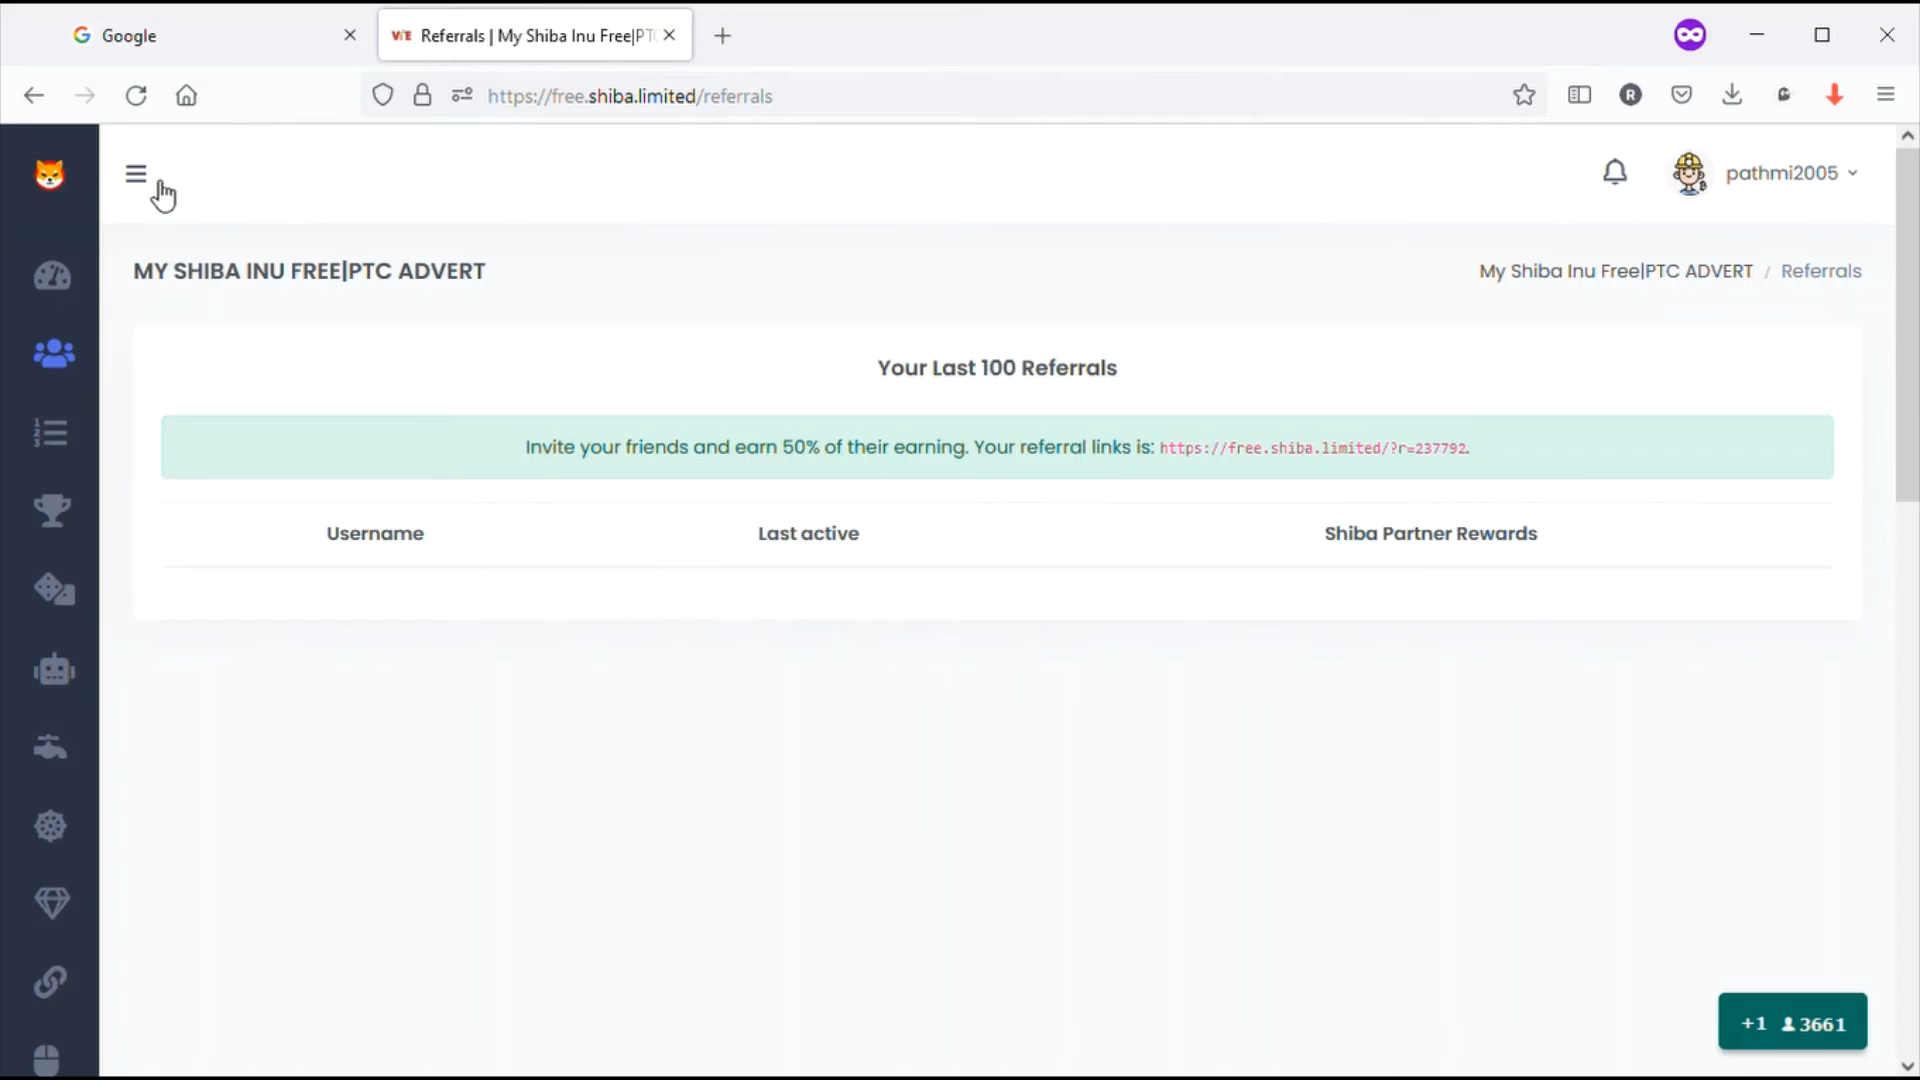 Google
Referrals | My Shiba Inu Free|PTC
https://free.shiba.limited/referrals
pathmi2005
MY SHIBA INU FREE|PTC ADVERT
My Shiba Inu Free|PTC ADVERT / Referrals
Your Last 100 Referrals
Invite your friends and earn 50% of their earning. Your referral links is: https://free.shiba.limited/?r=237792.
Username Last active Shiba Partner Rewards
+1 3661